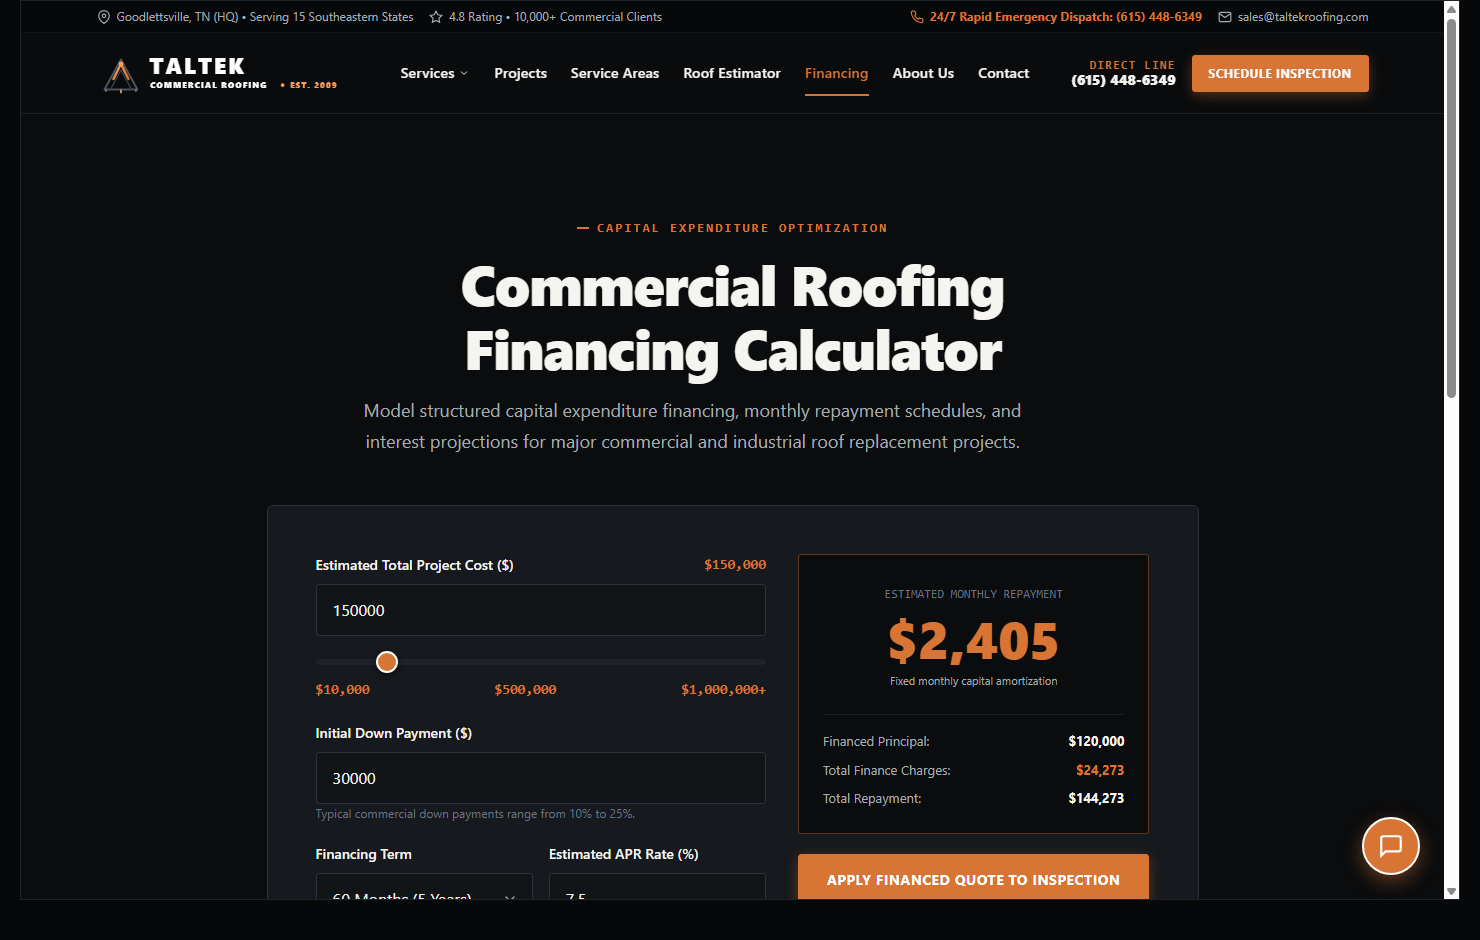 Goodlettsville, TN (HQ) • Serving 15 Southeastern States
4.8 Rating • 10,000+ Commercial Clients
24/7 Rapid Emergency Dispatch: (615) 448-6349
sales@taltekroofing.com
TALTEK
COMMERCIAL ROOFING • EST. 2009
Services
Projects
Service Areas
Roof Estimator
Financing
About Us
Contact
DIRECT LINE
(615) 448-6349
SCHEDULE INSPECTION
— CAPITAL EXPENDITURE OPTIMIZATION
Commercial Roofing
Financing Calculator
Model structured capital expenditure financing, monthly repayment schedules, and
interest projections for major commercial and industrial roof replacement projects.
Estimated Total Project Cost ($) $150,000
150000
$10,000 $500,000 $1,000,000+
Initial Down Payment ($)
30000
Typical commercial down payments range from 10% to 25%.
Financing Term
60 Months (5 Years)
Estimated APR Rate (%)
7.5
ESTIMATED MONTHLY REPAYMENT
$2,405
Fixed monthly capital amortization
Financed Principal: $120,000
Total Finance Charges: $24,273
Total Repayment: $144,273
APPLY FINANCED QUOTE TO INSPECTION